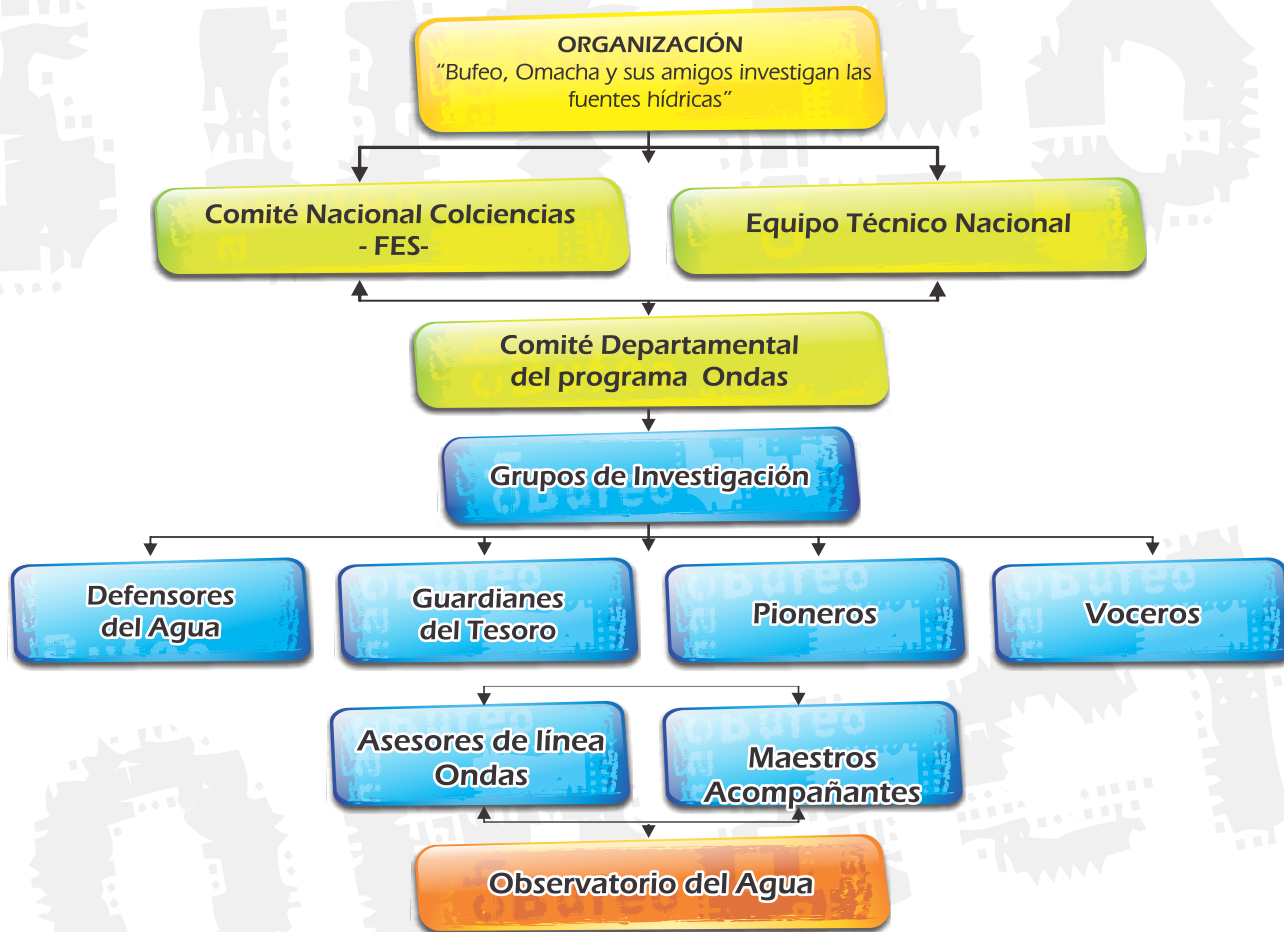 ORGANIZACIÓN
“Bufeo, Omacha y sus amigos investigan las
fuentes hídricas”
Comité Nacional Colciencias
- FES-
Equipo Técnico Nacional
Comité Departamental
del programa Ondas
Grupos de Investigación
Defensores
del Agua
Guardianes
del Tesoro
Pioneros
Voceros
Asesores de línea
Ondas
Maestros
Acompañantes
Observatorio del Agua